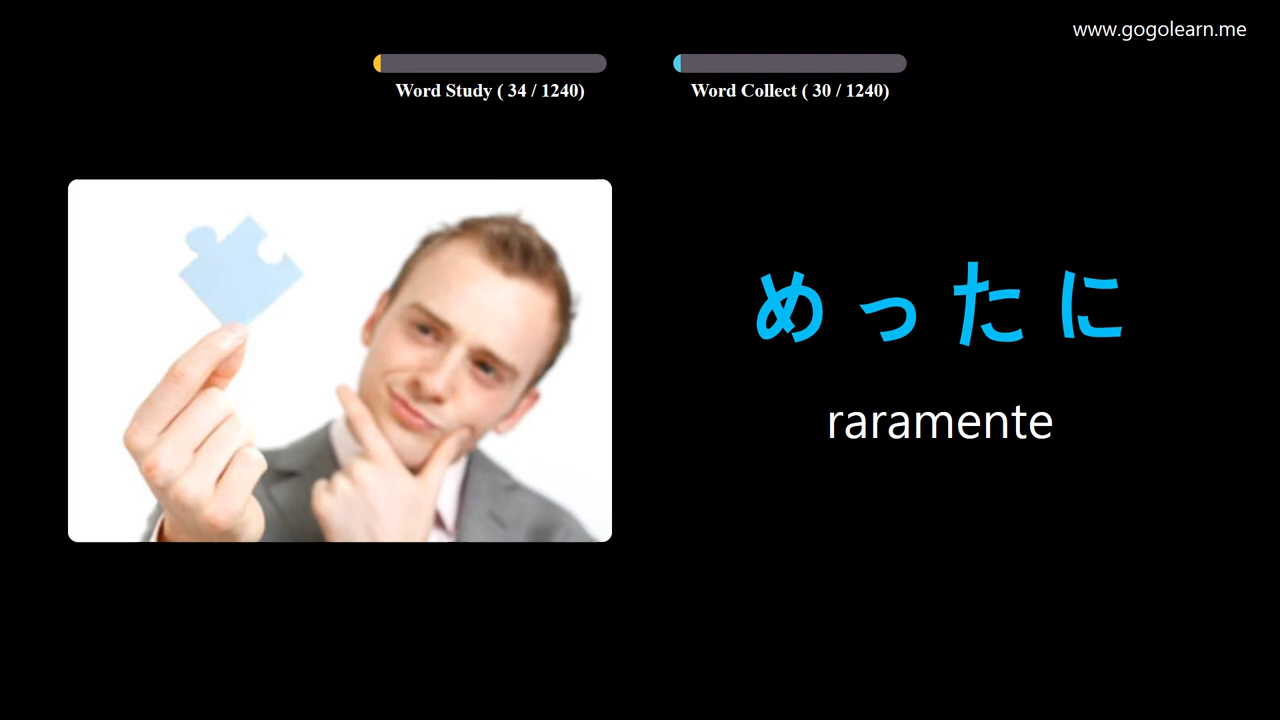 www.gogolearn.me
Word Study ( 34 / 1240)
Word Collect ( 30 / 1240)
めったに
raramente